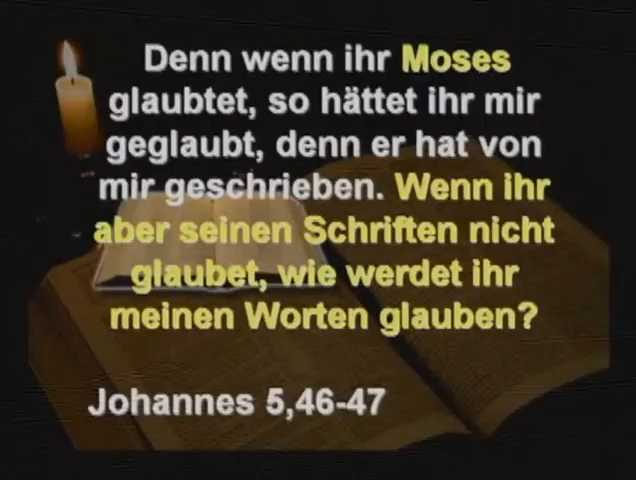 Denn wenn ihr Moses
glaubtet, so hättet ihr mir
geglaubt, denn er hat von
mir geschrieben. Wenn ihr
aber seinen Schriften nicht
glaubet, wie werdet ihr
meinen Worten glauben?
Johannes 5,46-47